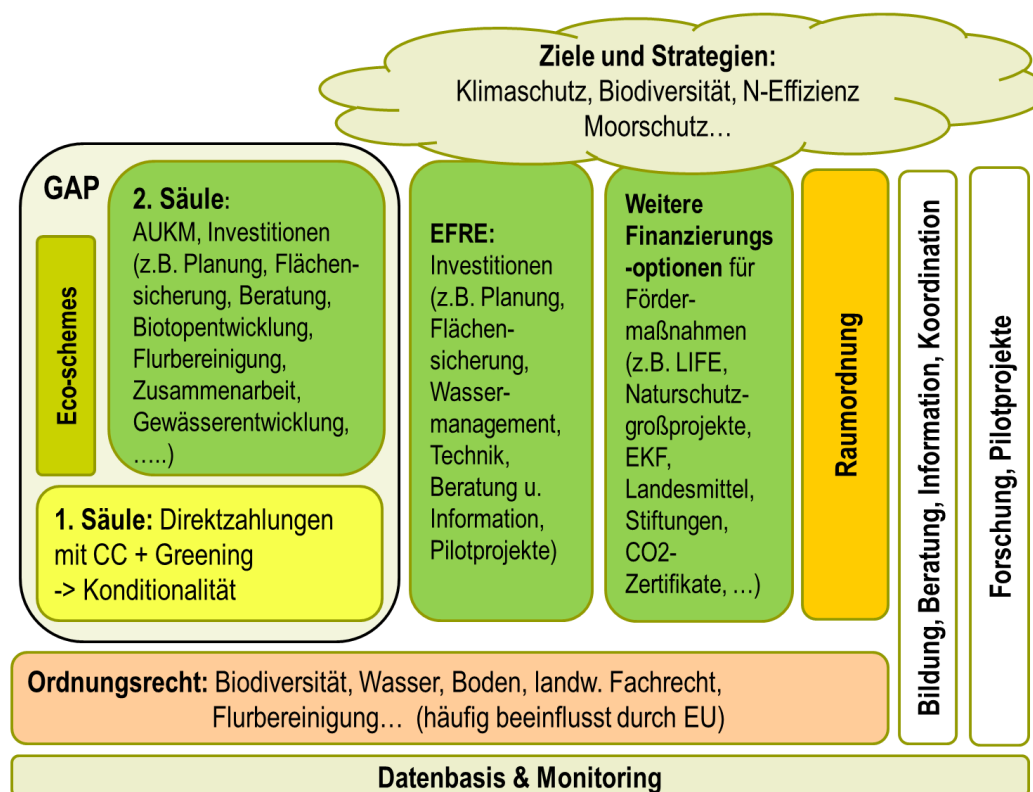 Ziele und Strategien:
Klimaschutz, Biodiversität, N-Effizienz
Moorschutz…
GAP
Eco-schemes
2. Säule:
AUKM, Investitionen
(z.B. Planung, Flächen-
sicherung, Beratung,
Biotopentwicklung,
Flurbereinigung,
Zusammenarbeit,
Gewässerentwicklung,
…..)
1. Säule: Direktzahlungen
mit CC + Greening
-> Konditionalität
EFRE:
Investitionen
(z.B. Planung,
Flächen-
sicherung,
Wasser-
management,
Technik,
Beratung u.
Information,
Pilotprojekte)
Weitere
Finanzierungs
-optionen für
Förder-
maßnahmen
(z.B. LIFE,
Naturschutz-
großprojekte,
EKF,
Landesmittel,
Stiftungen,
CO2-
Zertifikate, …)
Raumordnung
Bildung, Beratung, Information, Koordination
Forschung, Pilotprojekte
Ordnungsrecht: Biodiversität, Wasser, Boden, landw. Fachrecht,
Flurbereinigung… (häufig beeinflusst durch EU)
Datenbasis & Monitoring